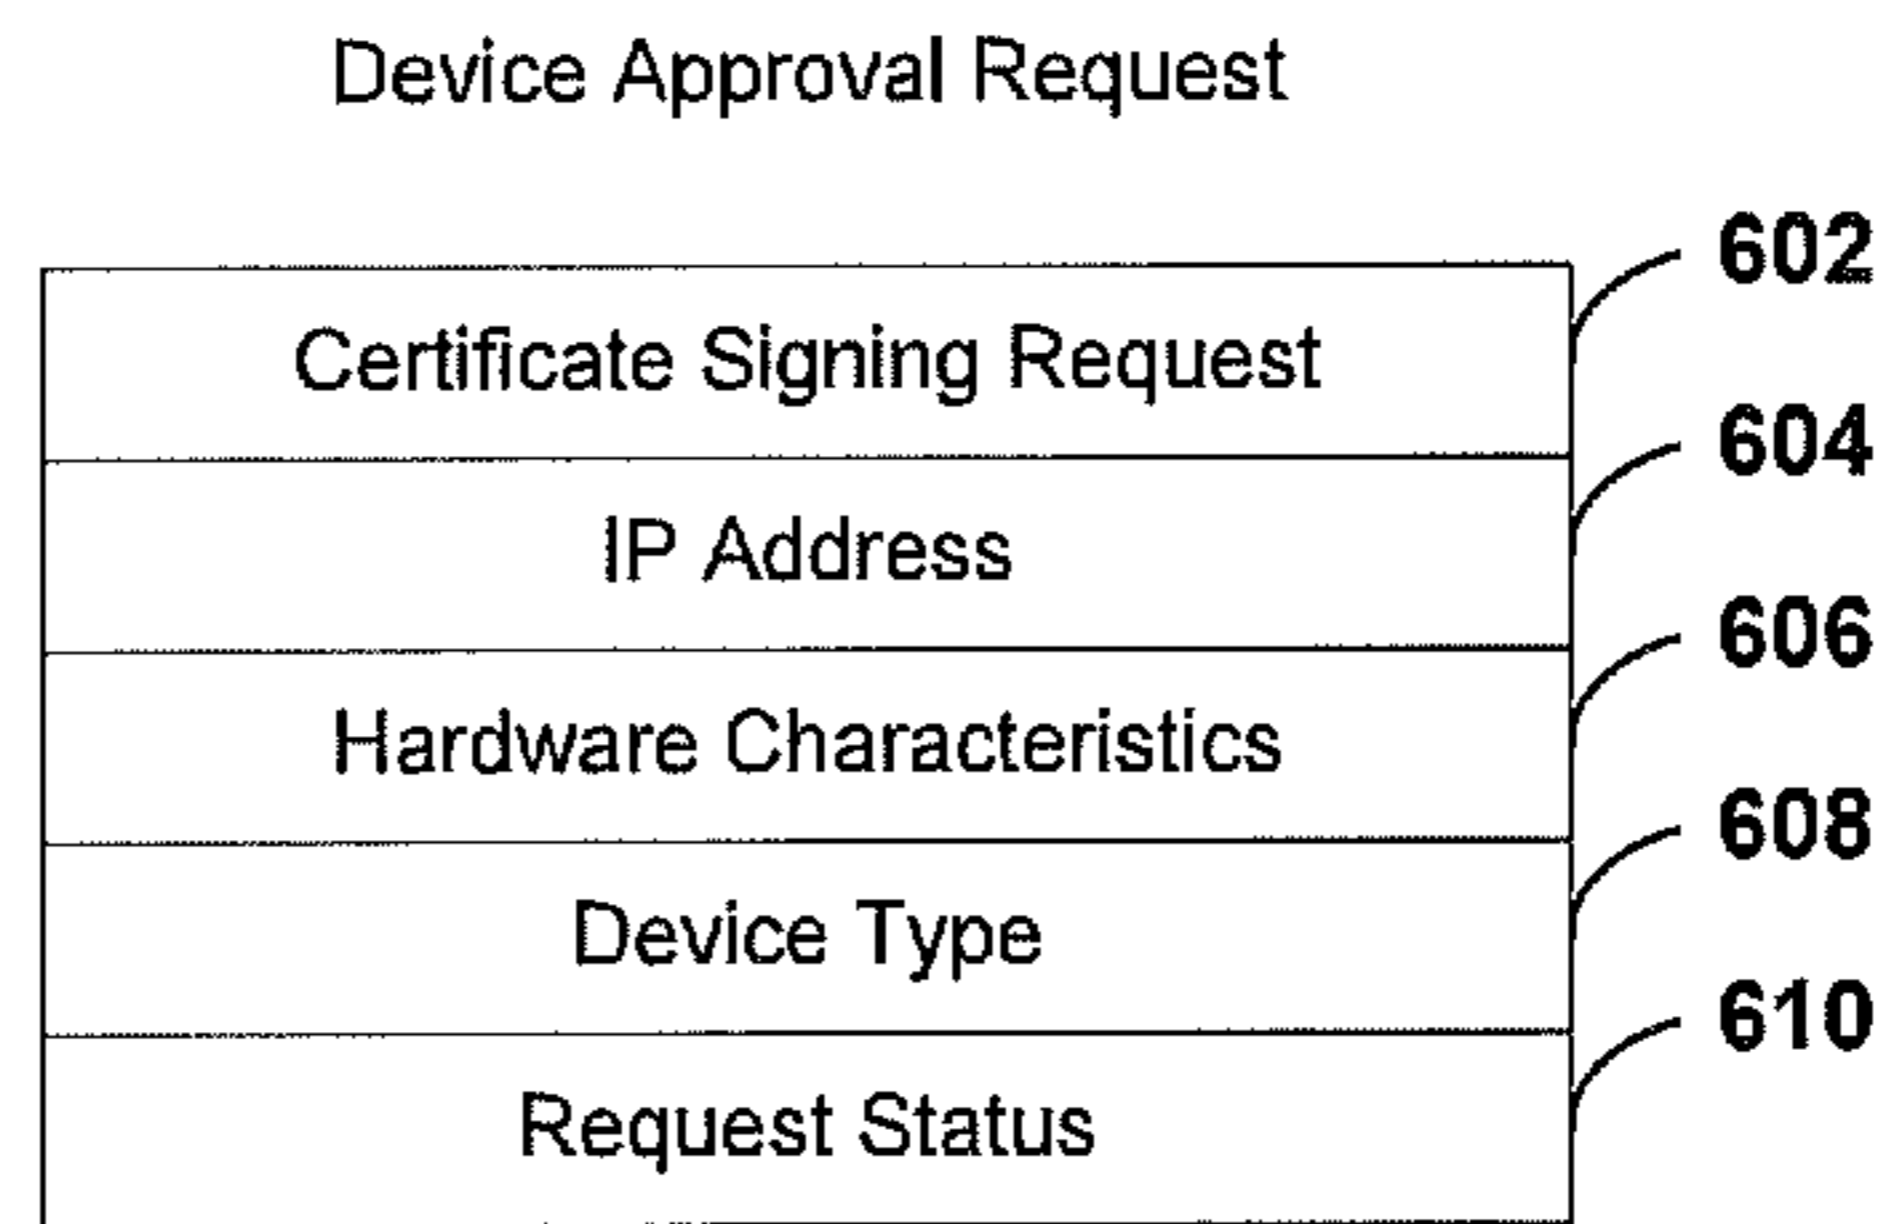 Device Approval Request
602
Certificate Signing Request
604
IP Address
606
Hardware Characteristics
608
Device Type
610
Request Status